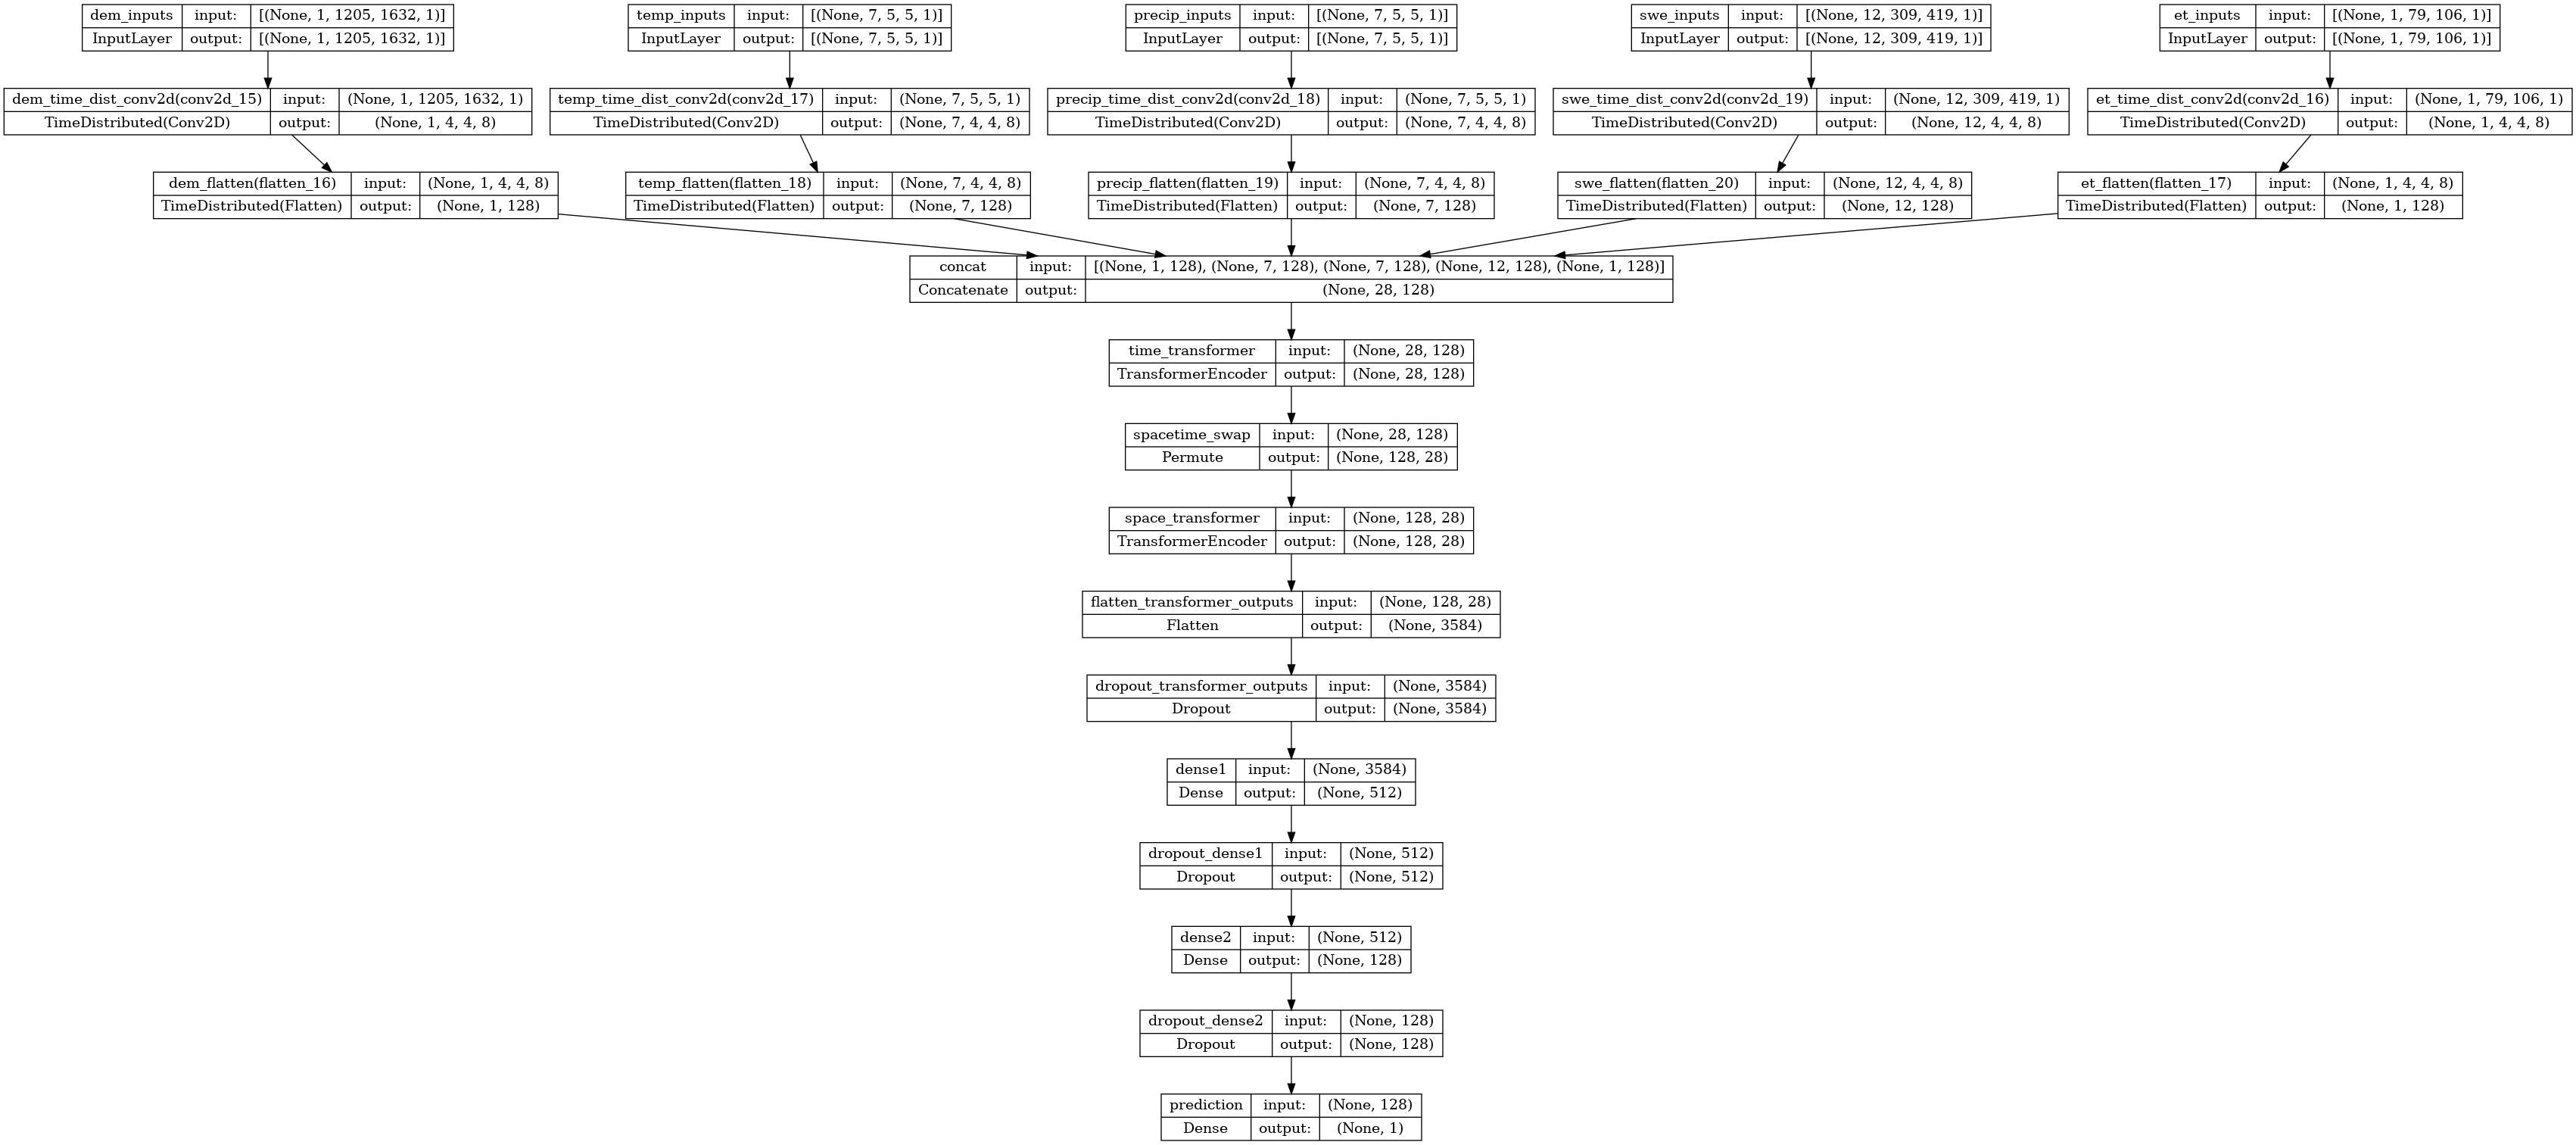 dem_inputs input: [(None, 1, 1205, 1632, 1)]
InputLayer output: [(None, 1, 1205, 1632, 1)]
temp_inputs input: [(None, 7, 5, 5, 1)]
InputLayer output: [(None, 7, 5, 5, 1)]
precip_inputs input: [(None, 7, 5, 5, 1)]
InputLayer output: [(None, 7, 5, 5, 1)]
swe_inputs input: [(None, 12, 309, 419, 1)]
InputLayer output: [(None, 12, 309, 419, 1)]
et_inputs input: [(None, 1, 79, 106, 1)]
InputLayer output: [(None, 1, 79, 106, 1)]
dem_time_dist_conv2d(conv2d_15) input: (None, 1, 1205, 1632, 1)
TimeDistributed(Conv2D) output: (None, 1, 4, 4, 8)
temp_time_dist_conv2d(conv2d_17) input: (None, 7, 5, 5, 1)
TimeDistributed(Conv2D) output: (None, 7, 4, 4, 8)
precip_time_dist_conv2d(conv2d_18) input: (None, 7, 5, 5, 1)
TimeDistributed(Conv2D) output: (None, 7, 4, 4, 8)
swe_time_dist_conv2d(conv2d_19) input: (None, 12, 309, 419, 1)
TimeDistributed(Conv2D) output: (None, 12, 4, 4, 8)
et_time_dist_conv2d(conv2d_16) input: (None, 1, 79, 106, 1)
TimeDistributed(Conv2D) output: (None, 1, 4, 4, 8)
dem_flatten(flatten_16) input: (None, 1, 4, 4, 8)
TimeDistributed(Flatten) output: (None, 1, 128)
temp_flatten(flatten_18) input: (None, 7, 4, 4, 8)
TimeDistributed(Flatten) output: (None, 7, 128)
precip_flatten(flatten_19) input: (None, 7, 4, 4, 8)
TimeDistributed(Flatten) output: (None, 7, 128)
swe_flatten(flatten_20) input: (None, 12, 4, 4, 8)
TimeDistributed(Flatten) output: (None, 12, 128)
et_flatten(flatten_17) input: (None, 1, 4, 4, 8)
TimeDistributed(Flatten) output: (None, 1, 128)
concat input: [(None, 1, 128), (None, 7, 128), (None, 7, 128), (None, 12, 128), (None, 1, 128)]
Concatenate output: (None, 28, 128)
time_transformer input: (None, 28, 128)
TransformerEncoder output: (None, 28, 128)
spacetime_swap input: (None, 28, 128)
Permute output: (None, 128, 28)
space_transformer input: (None, 128, 28)
TransformerEncoder output: (None, 128, 28)
flatten_transformer_outputs input: (None, 128, 28)
Flatten output: (None, 3584)
dropout_transformer_outputs input: (None, 3584)
Dropout output: (None, 3584)
dense1 input: (None, 3584)
Dense output: (None, 512)
dropout_dense1 input: (None, 512)
Dropout output: (None, 512)
dense2 input: (None, 512)
Dense output: (None, 128)
dropout_dense2 input: (None, 128)
Dropout output: (None, 128)
prediction input: (None, 128)
Dense output: (None, 1)